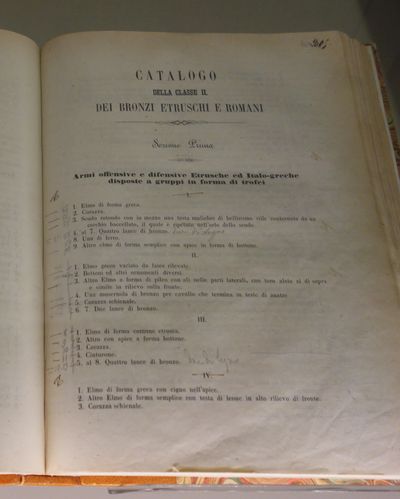 CATALOGO
DELLA CLASSE II.
DEI BRONZI ETRUSCHI E ROMANI
Sezione Prima
Armi offensive e difensive Etrusche ed Italo-greche
disposte a gruppi in forma di trofei
I.
1. Elmo di forma greca.
2. Corazza.
3. Scudo rotondo con in mezzo una testa muliebre di bellissimo stile contornata da un
cerchio baccellato, il quale è ripetuto nell'orlo dello scudo.
4. al 7. Quattro lance di bronzo.
8. Una di ferro.
9. Altro elmo di forma semplice con apice in forma di bottone.
II.
1. Elmo greco variato da fasce rilevate.
2. Bottoni ed altri ornamenti diversi.
3. Altro Elmo a forma di pileo con ali nelle parti laterali, con toro
e simile in rilievo sulla fronte.
4. Una museruola di bronzo per cavallo che termina in teste di anatre
5. Corazza schienale.
6. 7. Due lance di bronzo.
III.
1. Elmo di forma comune etrusca.
2. Altro con apice a forma bottone.
3. Corazza.
4. Cinturone.
5. al 8. Quattro lance di bronzo.
IV.
1. Elmo di forma greca con cigno nell'apice.
2. Altro Elmo di forma semplice con testa di leone in alto rilievo di fronte.
3. Corazza schienale.